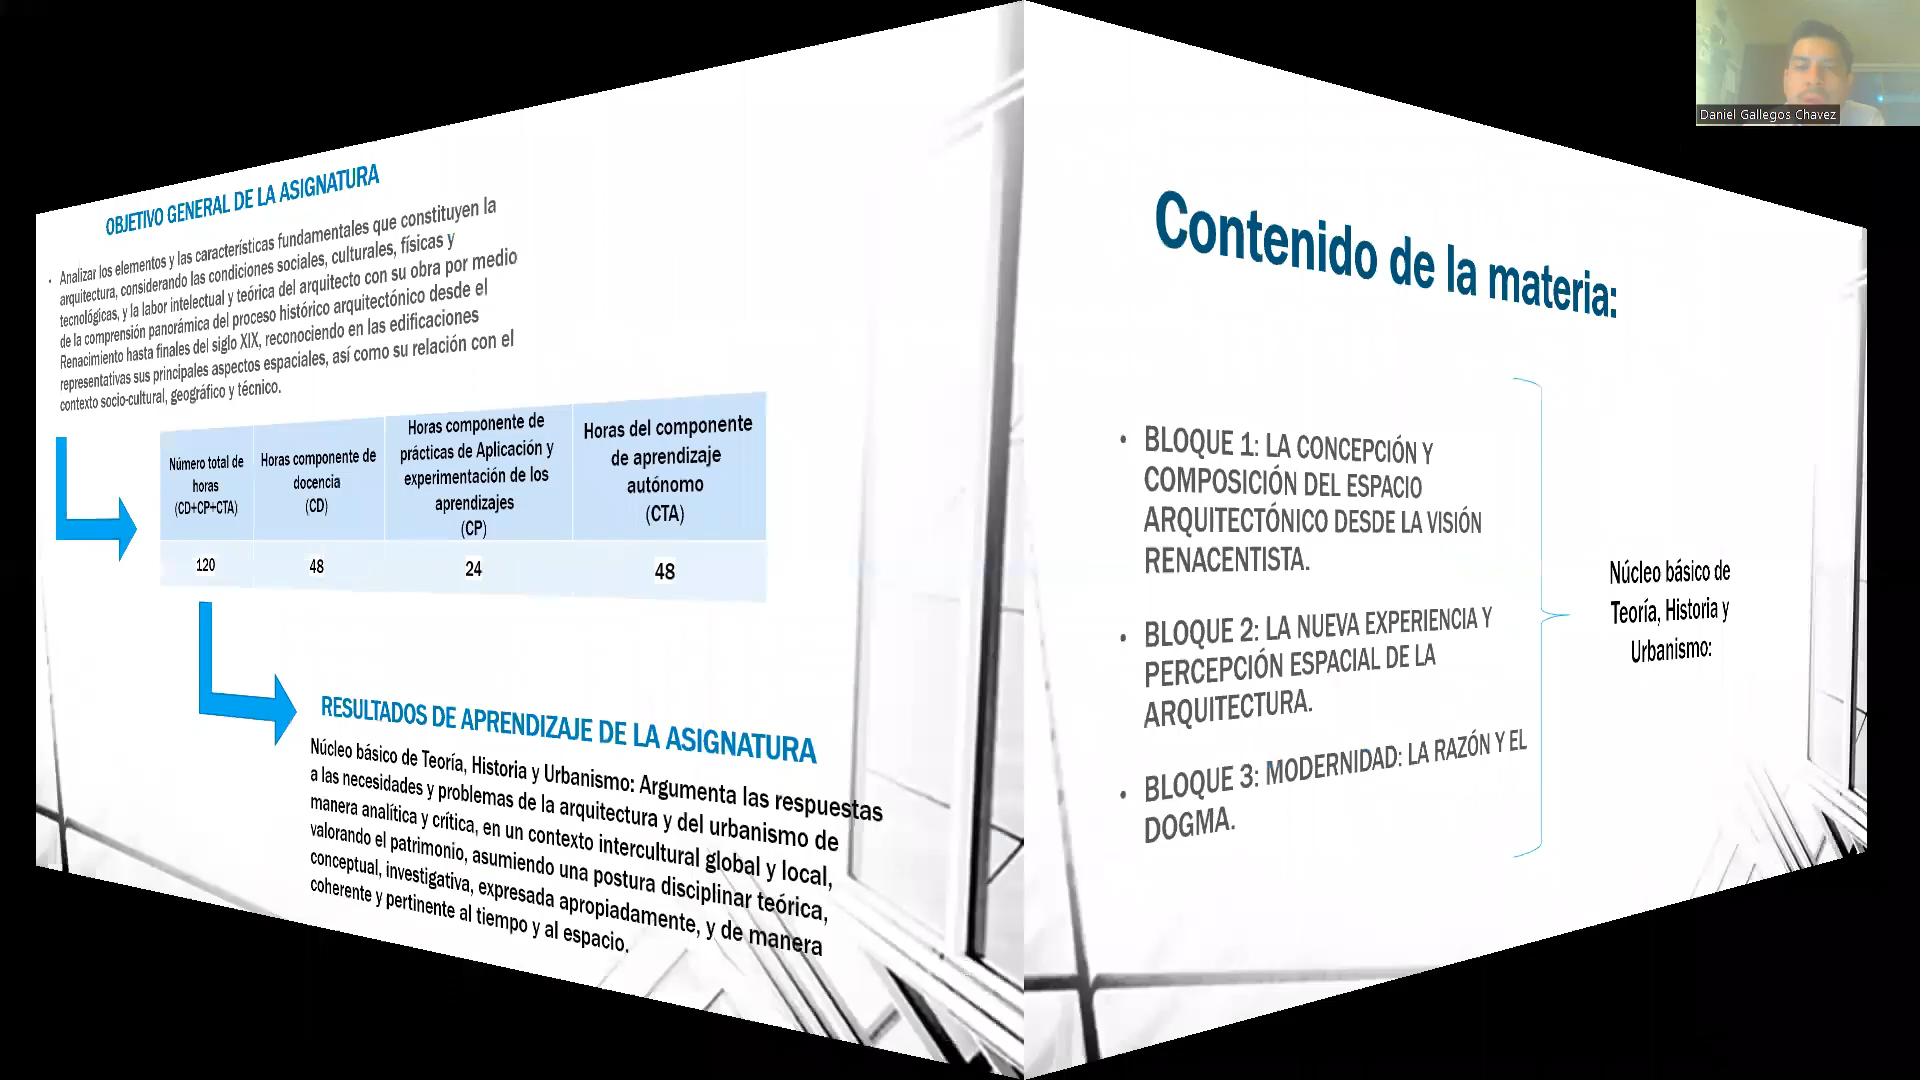 OBJETIVO GENERAL DE LA ASIGNATURA
• Analizar los elementos y las características fundamentales que constituyen la
arquitectura, considerando las condiciones sociales, culturales, físicas y
tecnológicas, y la labor intelectual y teórica del arquitecto con su obra por medio
de la comprensión panorámica del proceso histórico arquitectónico desde el
Renacimiento hasta finales del siglo XIX, reconociendo en las edificaciones
representativas sus principales aspectos espaciales, así como su relación con el
contexto socio-cultural, geográfico y técnico.
Número total de
horas
(CD+CP+CTA)
Horas componente de
docencia
(CD)
Horas componente de
prácticas de Aplicación y
experimentación de los
aprendizajes
(CP)
Horas del componente
de aprendizaje
autónomo
(CTA)
120
48
24
48
RESULTADOS DE APRENDIZAJE DE LA ASIGNATURA
Núcleo básico de Teoría, Historia y Urbanismo: Argumenta las respuestas
a las necesidades y problemas de la arquitectura y del urbanismo de
manera analítica y crítica, en un contexto intercultural global y local,
valorando el patrimonio, asumiendo una postura disciplinar teórica,
conceptual, investigativa, expresada apropiadamente, y de manera
coherente y pertinente al tiempo y al espacio.
Contenido de la materia:
• BLOQUE 1: LA CONCEPCIÓN Y
COMPOSICIÓN DEL ESPACIO
ARQUITECTÓNICO DESDE LA VISIÓN
RENACENTISTA.
• BLOQUE 2: LA NUEVA EXPERIENCIA Y
PERCEPCIÓN ESPACIAL DE LA
ARQUITECTURA.
• BLOQUE 3: MODERNIDAD: LA RAZÓN Y EL
DOGMA.
Núcleo básico de
Teoría, Historia y
Urbanismo:
Daniel Gallegos Chavez